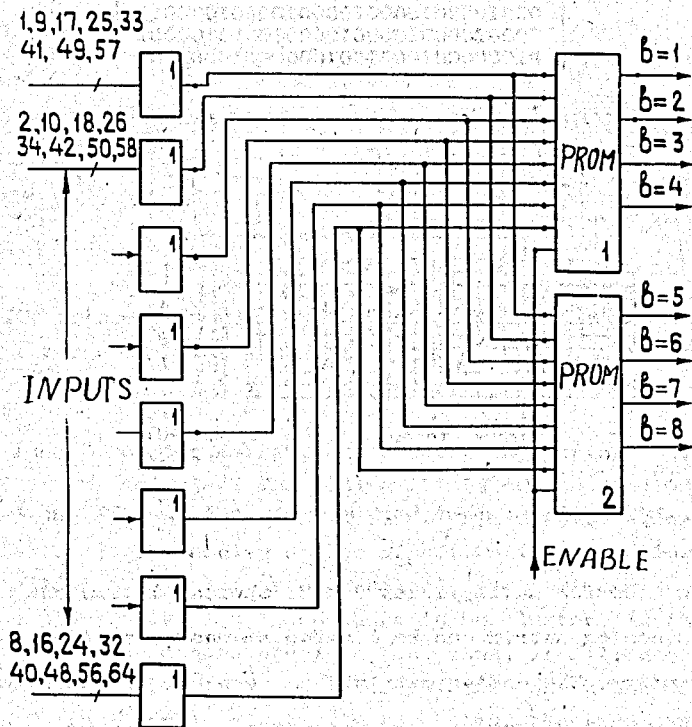 1,9,17,25,33
41, 49,57
1
2,10,18,26
34,42,50,58
1
1
1
INPUTS
1
1
1
8,16,24,32
40,48,56,64
1
PROM
1
PROM
2
ENABLE
в=1
в=2
в=3
в=4
в=5
в=6
в=7
в=8